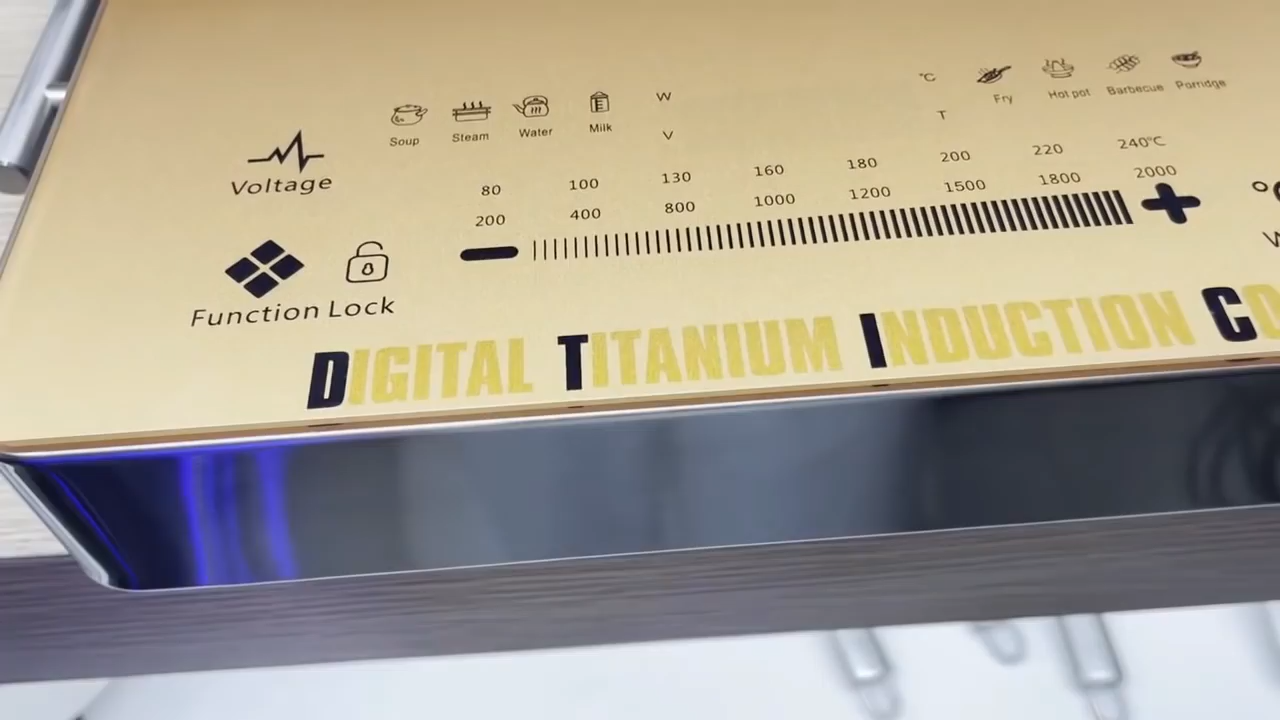 °C
W
Soup Steam Water Milk
Fry Hot pot Barbecue Porridge
T
V
Voltage
80 100 130 160 180 200 220 240°C
200 400 800 1000 1200 1500 1800 2000
Function Lock
DIGITAL TITANIUM INDUCTION